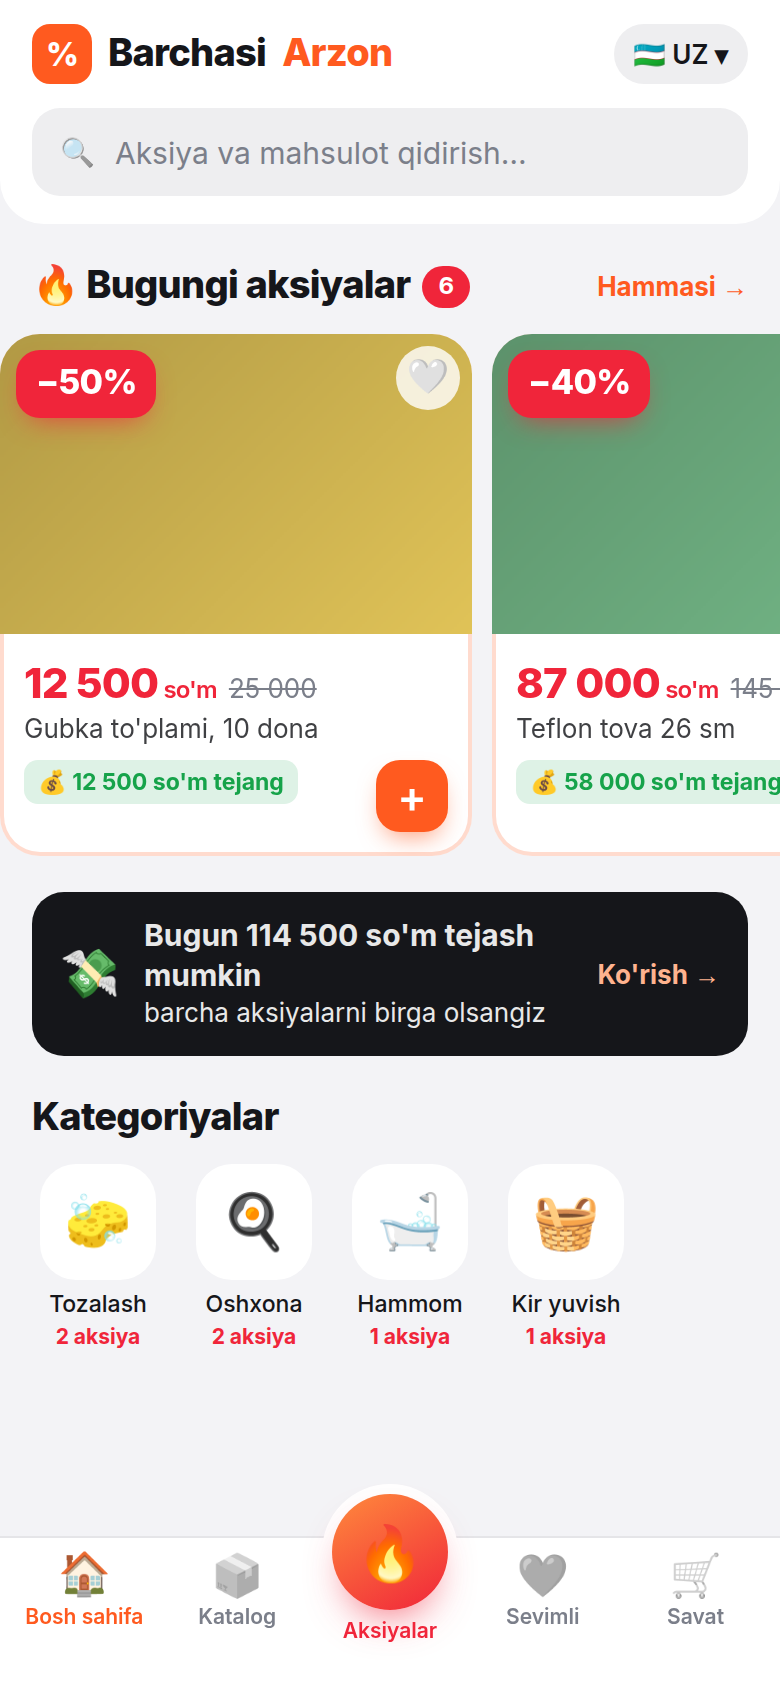 % Barchasi Arzon
UZ ▾
Aksiya va mahsulot qidirish...
Bugungi aksiyalar 6
Hammasi →
−50%
−40%
12 500 so'm 25 000
Gubka to'plami, 10 dona
12 500 so'm tejang
+
87 000 so'm 145
Teflon tova 26 sm
58 000 so'm tejang
Bugun 114 500 so'm tejash
mumkin
barcha aksiyalarni birga olsangiz
Ko'rish →
Kategoriyalar
Tozalash
2 aksiya
Oshxona
2 aksiya
Hammom
1 aksiya
Kir yuvish
1 aksiya
Bosh sahifa
Katalog
Aksiyalar
Sevimli
Savat